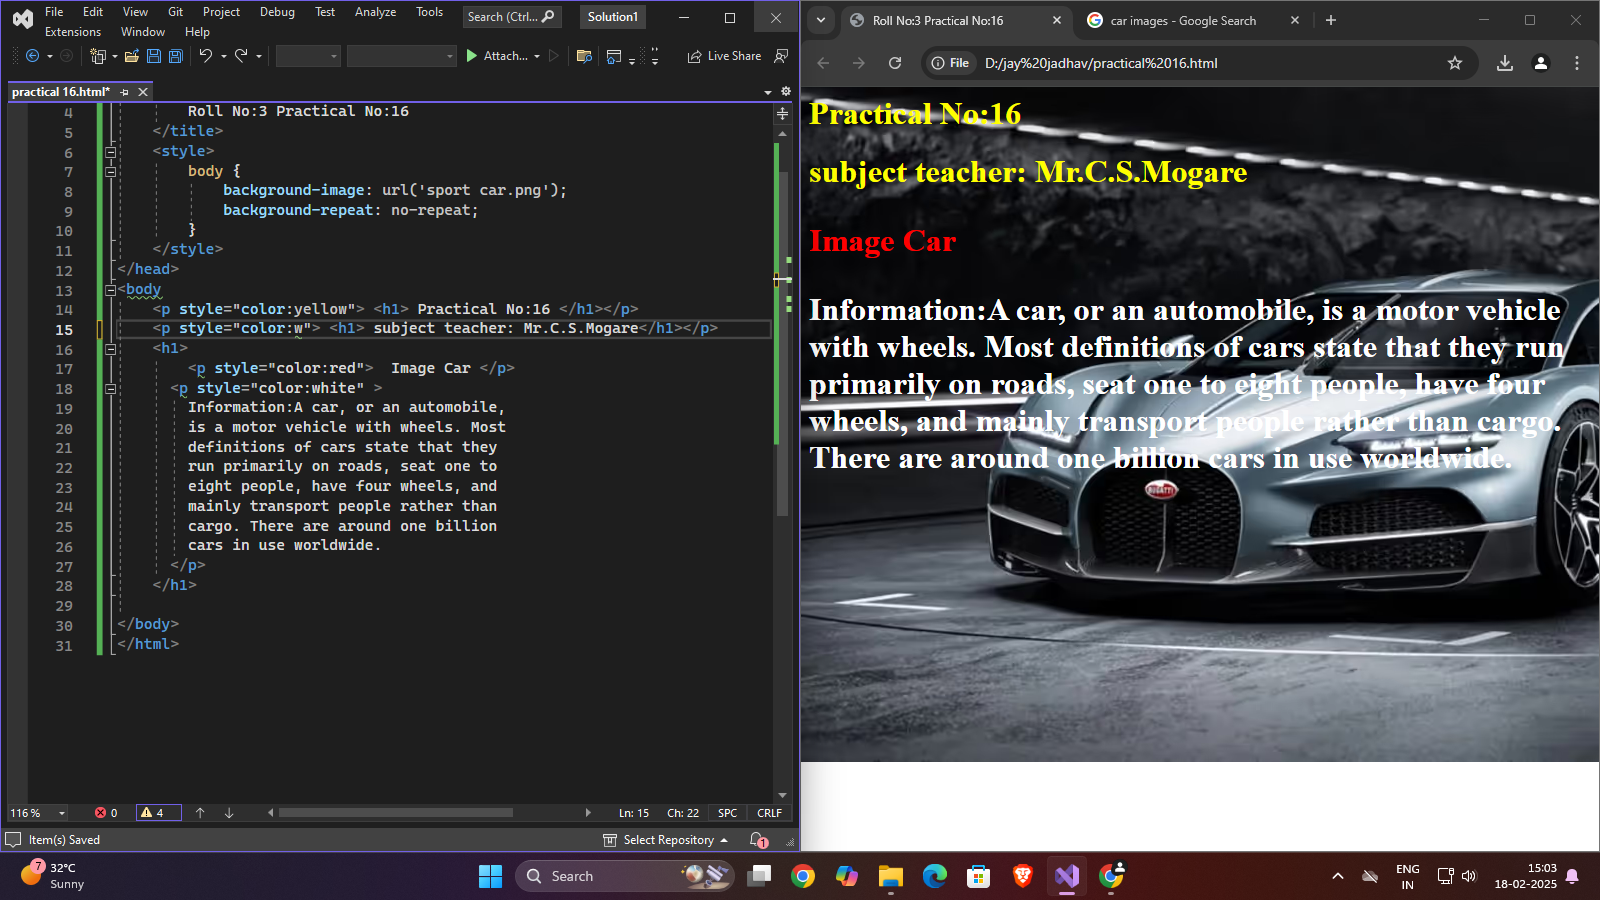 File Edit View Git Project Debug Test Analyze Tools Search (Ctrl... Solution1
Extensions Window Help
Attach... Live Share
practical 16.html*
4 Roll No:3 Practical No:16
5 </title>
6 <style>
7 body {
8 background-image: url('sport car.png');
9 background-repeat: no-repeat;
10 }
11 </style>
12 </head>
13 <body
14 <p style="color:yellow"> <h1> Practical No:16 </h1></p>
15 <p style="color:w"> <h1> subject teacher: Mr.C.S.Mogare</h1></p>
16 <h1>
17 <p style="color:red">  Image Car </p>
18 <p style="color:white" >
19 Information:A car, or an automobile,
20 is a motor vehicle with wheels. Most
21 definitions of cars state that they
22 run primarily on roads, seat one to
23 eight people, have four wheels, and
24 mainly transport people rather than
25 cargo. There are around one billion
26 cars in use worldwide.
27 </p>
28 </h1>
29
30 </body>
31 </html>
116 % 0 4 Ln: 15 Ch: 22 SPC CRLF
Item(s) Saved Select Repository 1
Roll No:3 Practical No:16 car images - Google Search
File D:/jay%20jadhav/practical%2016.html
Practical No:16
subject teacher: Mr.C.S.Mogare
Image Car
Information:A car, or an automobile, is a motor vehicle
with wheels. Most definitions of cars state that they run
primarily on roads, seat one to eight people, have four
wheels, and mainly transport people rather than cargo.
There are around one billion cars in use worldwide.
BUGATTI
7 32°C
Sunny
Search
ENG
IN
15:03
18-02-2025